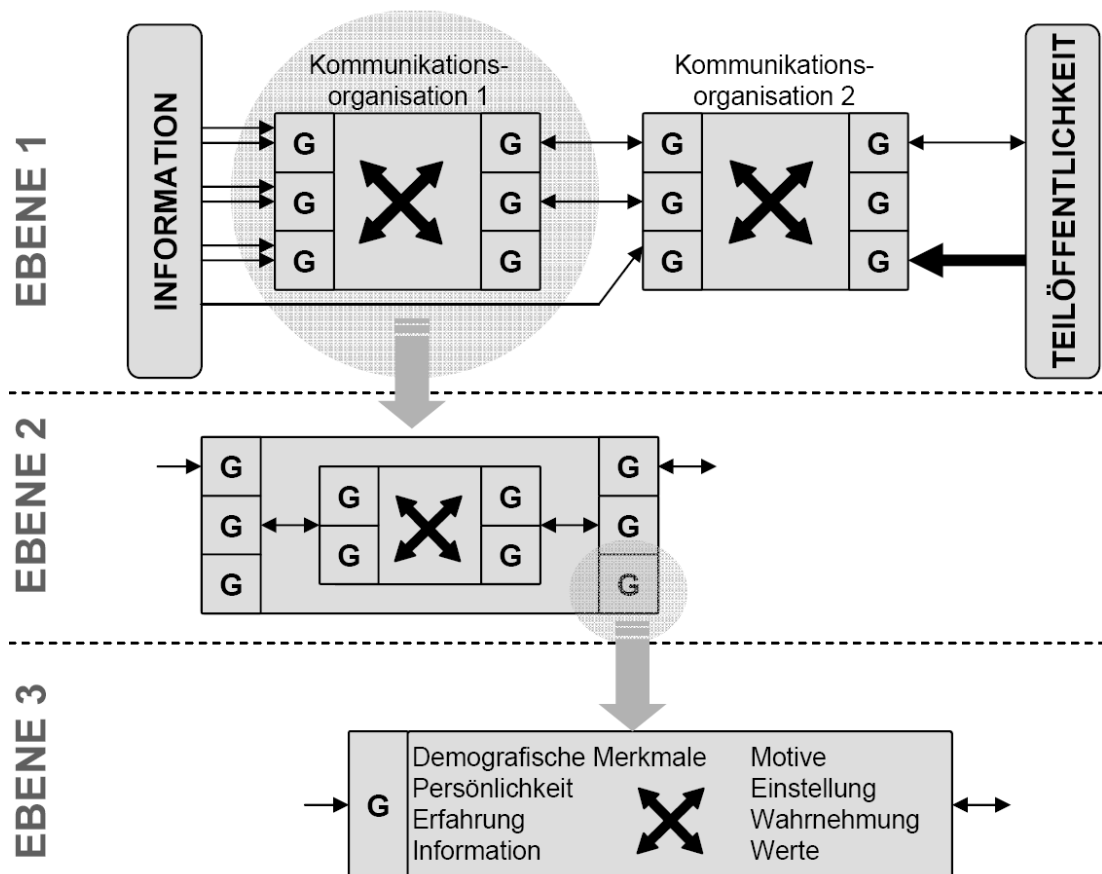 EBENE 1
INFORMATION
Kommunikations-
organisation 1
G
G
G
G
G
G
Kommunikations-
organisation 2
G
G
G
G
G
G
TEILÖFFENTLICHKEIT
EBENE 2
G
G
G
G
G
G
G
G
G
G
EBENE 3
G
Demografische Merkmale
Persönlichkeit
Erfahrung
Information
Motive
Einstellung
Wahrnehmung
Werte